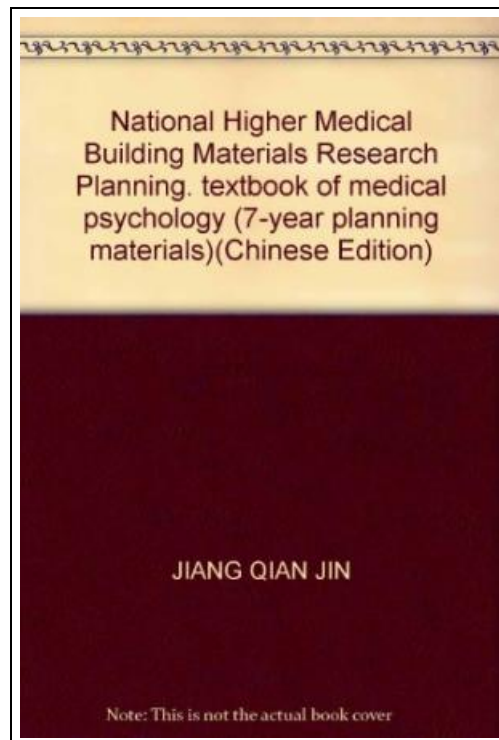 National Higher Medical
Building Materials Research
Planning. textbook of medical
psychology (7-year planning
materials)(Chinese Edition)
JIANG QIAN JIN
Note: This is not the actual book cover